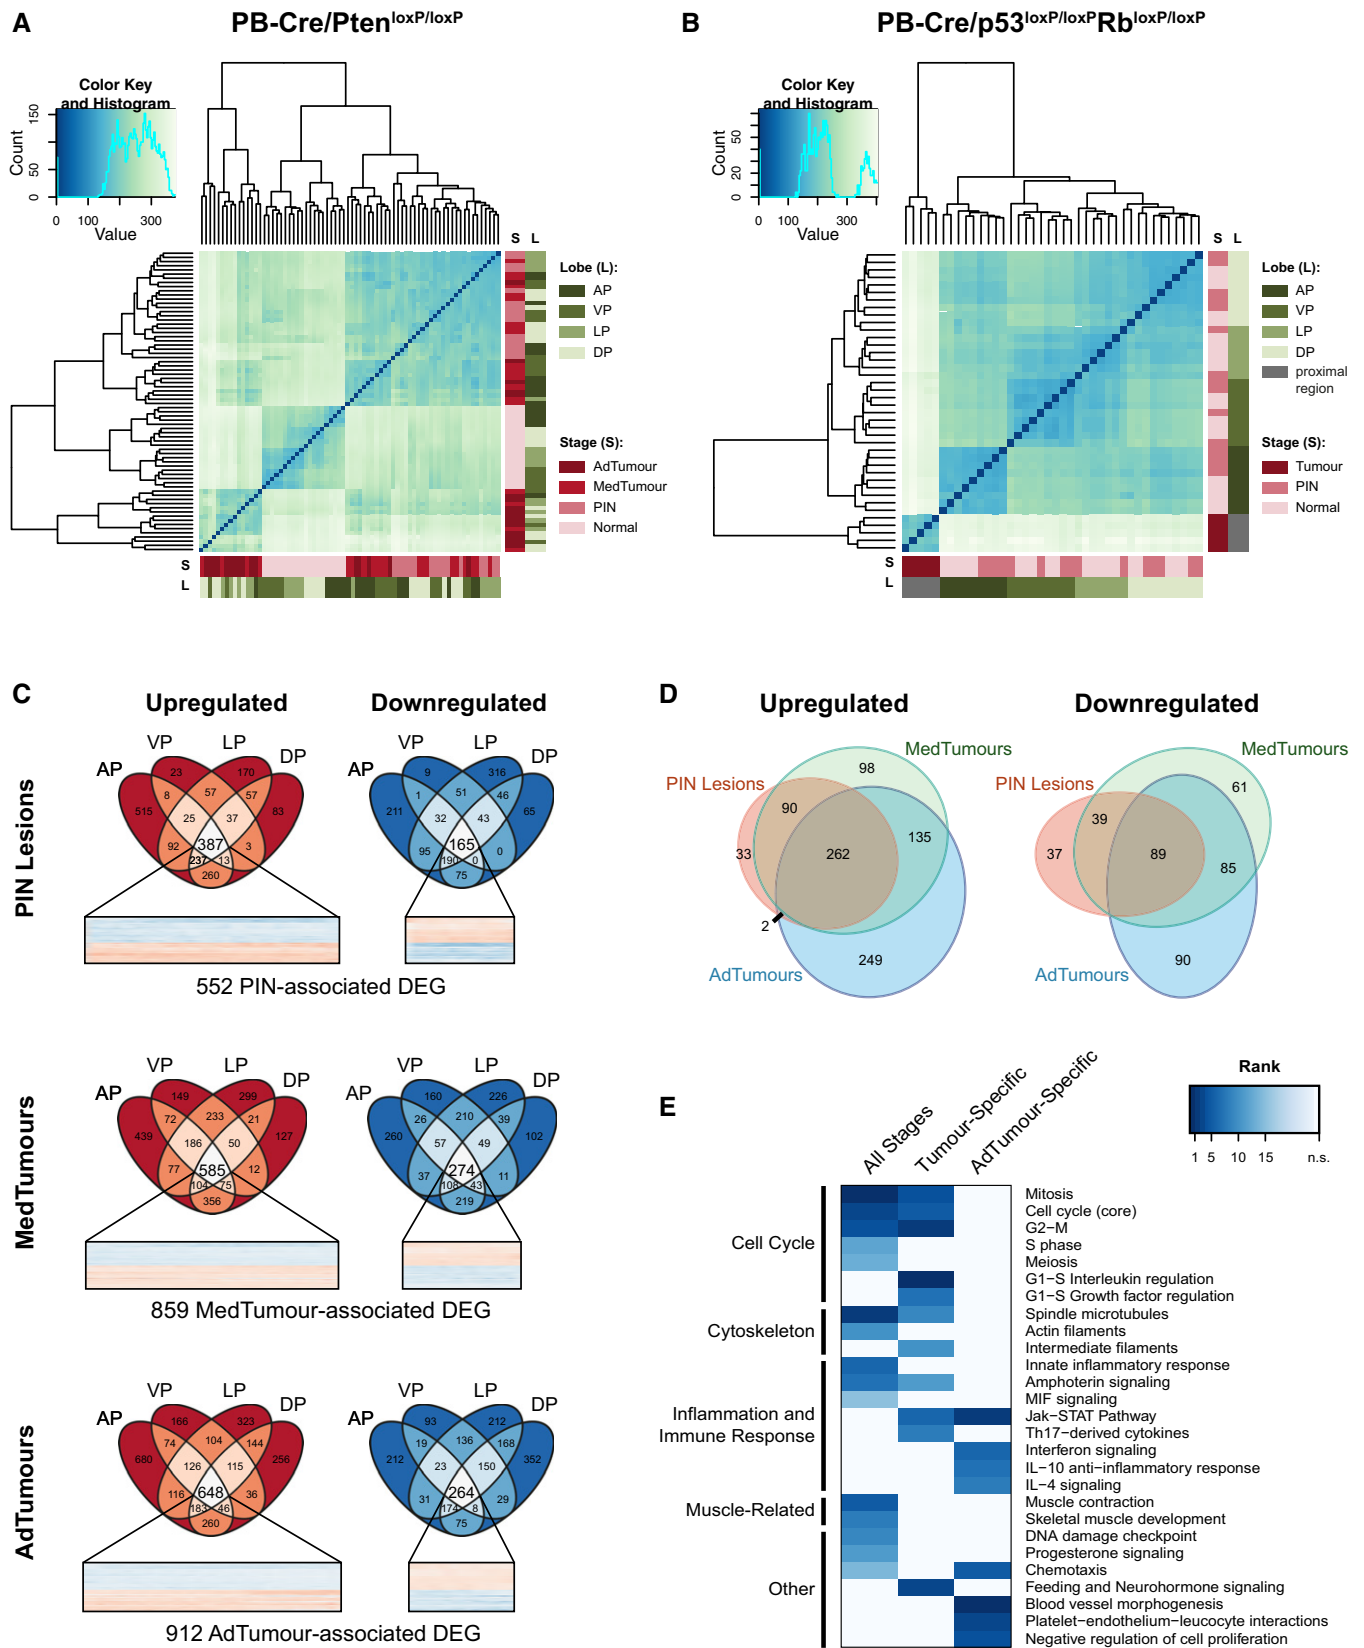 A
PB-Cre/Pten loxP/loxP
Color Key
and Histogram
Count
0 50 150
0 100 300
Value
S L
Lobe (L):
AP
VP
LP
DP
Stage (S):
AdTumour
MedTumour
PIN
Normal
S
L
B
PB-Cre/p53 loxP/loxP Rb loxP/loxP
Color Key
and Histogram
Count
0 20 50
0 100 300
Value
S L
Lobe (L):
AP
VP
LP
DP
proximal
region
Stage (S):
Tumour
PIN
Normal
S
L
C
Upregulated Downregulated
PIN Lesions
VP LP
AP DP
23 170
8 57 57
515 83
25 37
387
92 3
237 13
260
VP LP
AP DP
9 316
1 51 46
211 65
32 43
165
95 0
190 0
75
552 PIN-associated DEG
MedTumours
VP LP
AP DP
149 299
72 233 21
439 127
186 50
585
77 12
104 75
356
VP LP
AP DP
160 226
26 210 39
260 102
57 49
274
37 11
108 43
219
859 MedTumour-associated DEG
AdTumours
VP LP
AP DP
166 323
74 104 144
680 256
126 115
648
116 36
183 46
260
VP LP
AP DP
93 212
19 136 168
212 352
23 150
264
31 29
174 8
75
912 AdTumour-associated DEG
D
Upregulated Downregulated
MedTumours
PIN Lesions
98
90
135
33
262
2
249
AdTumours
MedTumours
PIN Lesions
61
39
37
89
85
90
AdTumours
E
All Stages
Tumour-Specific
AdTumour-Specific
Rank
1 5 10 15 n.s.
Cell Cycle
Mitosis
Cell cycle (core)
G2−M
S phase
Meiosis
G1−S Interleukin regulation
G1−S Growth factor regulation
Cytoskeleton
Spindle microtubules
Actin filaments
Intermediate filaments
Inflammation and
Immune Response
Innate inflammatory response
Amphoterin signaling
MIF signaling
Jak−STAT Pathway
Th17−derived cytokines
Interferon signaling
IL−10 anti−inflammatory response
IL−4 signaling
Muscle-Related
Muscle contraction
Skeletal muscle development
Other
DNA damage checkpoint
Progesterone signaling
Chemotaxis
Feeding and Neurohormone signaling
Blood vessel morphogenesis
Platelet−endothelium−leucocyte interactions
Negative regulation of cell proliferation